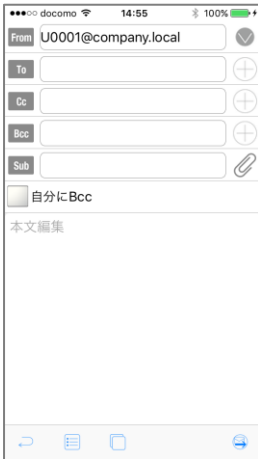 docomo 14:55 100%
From U0001@company.local
To
Cc
Bcc
Sub
自分にBcc
本文編集